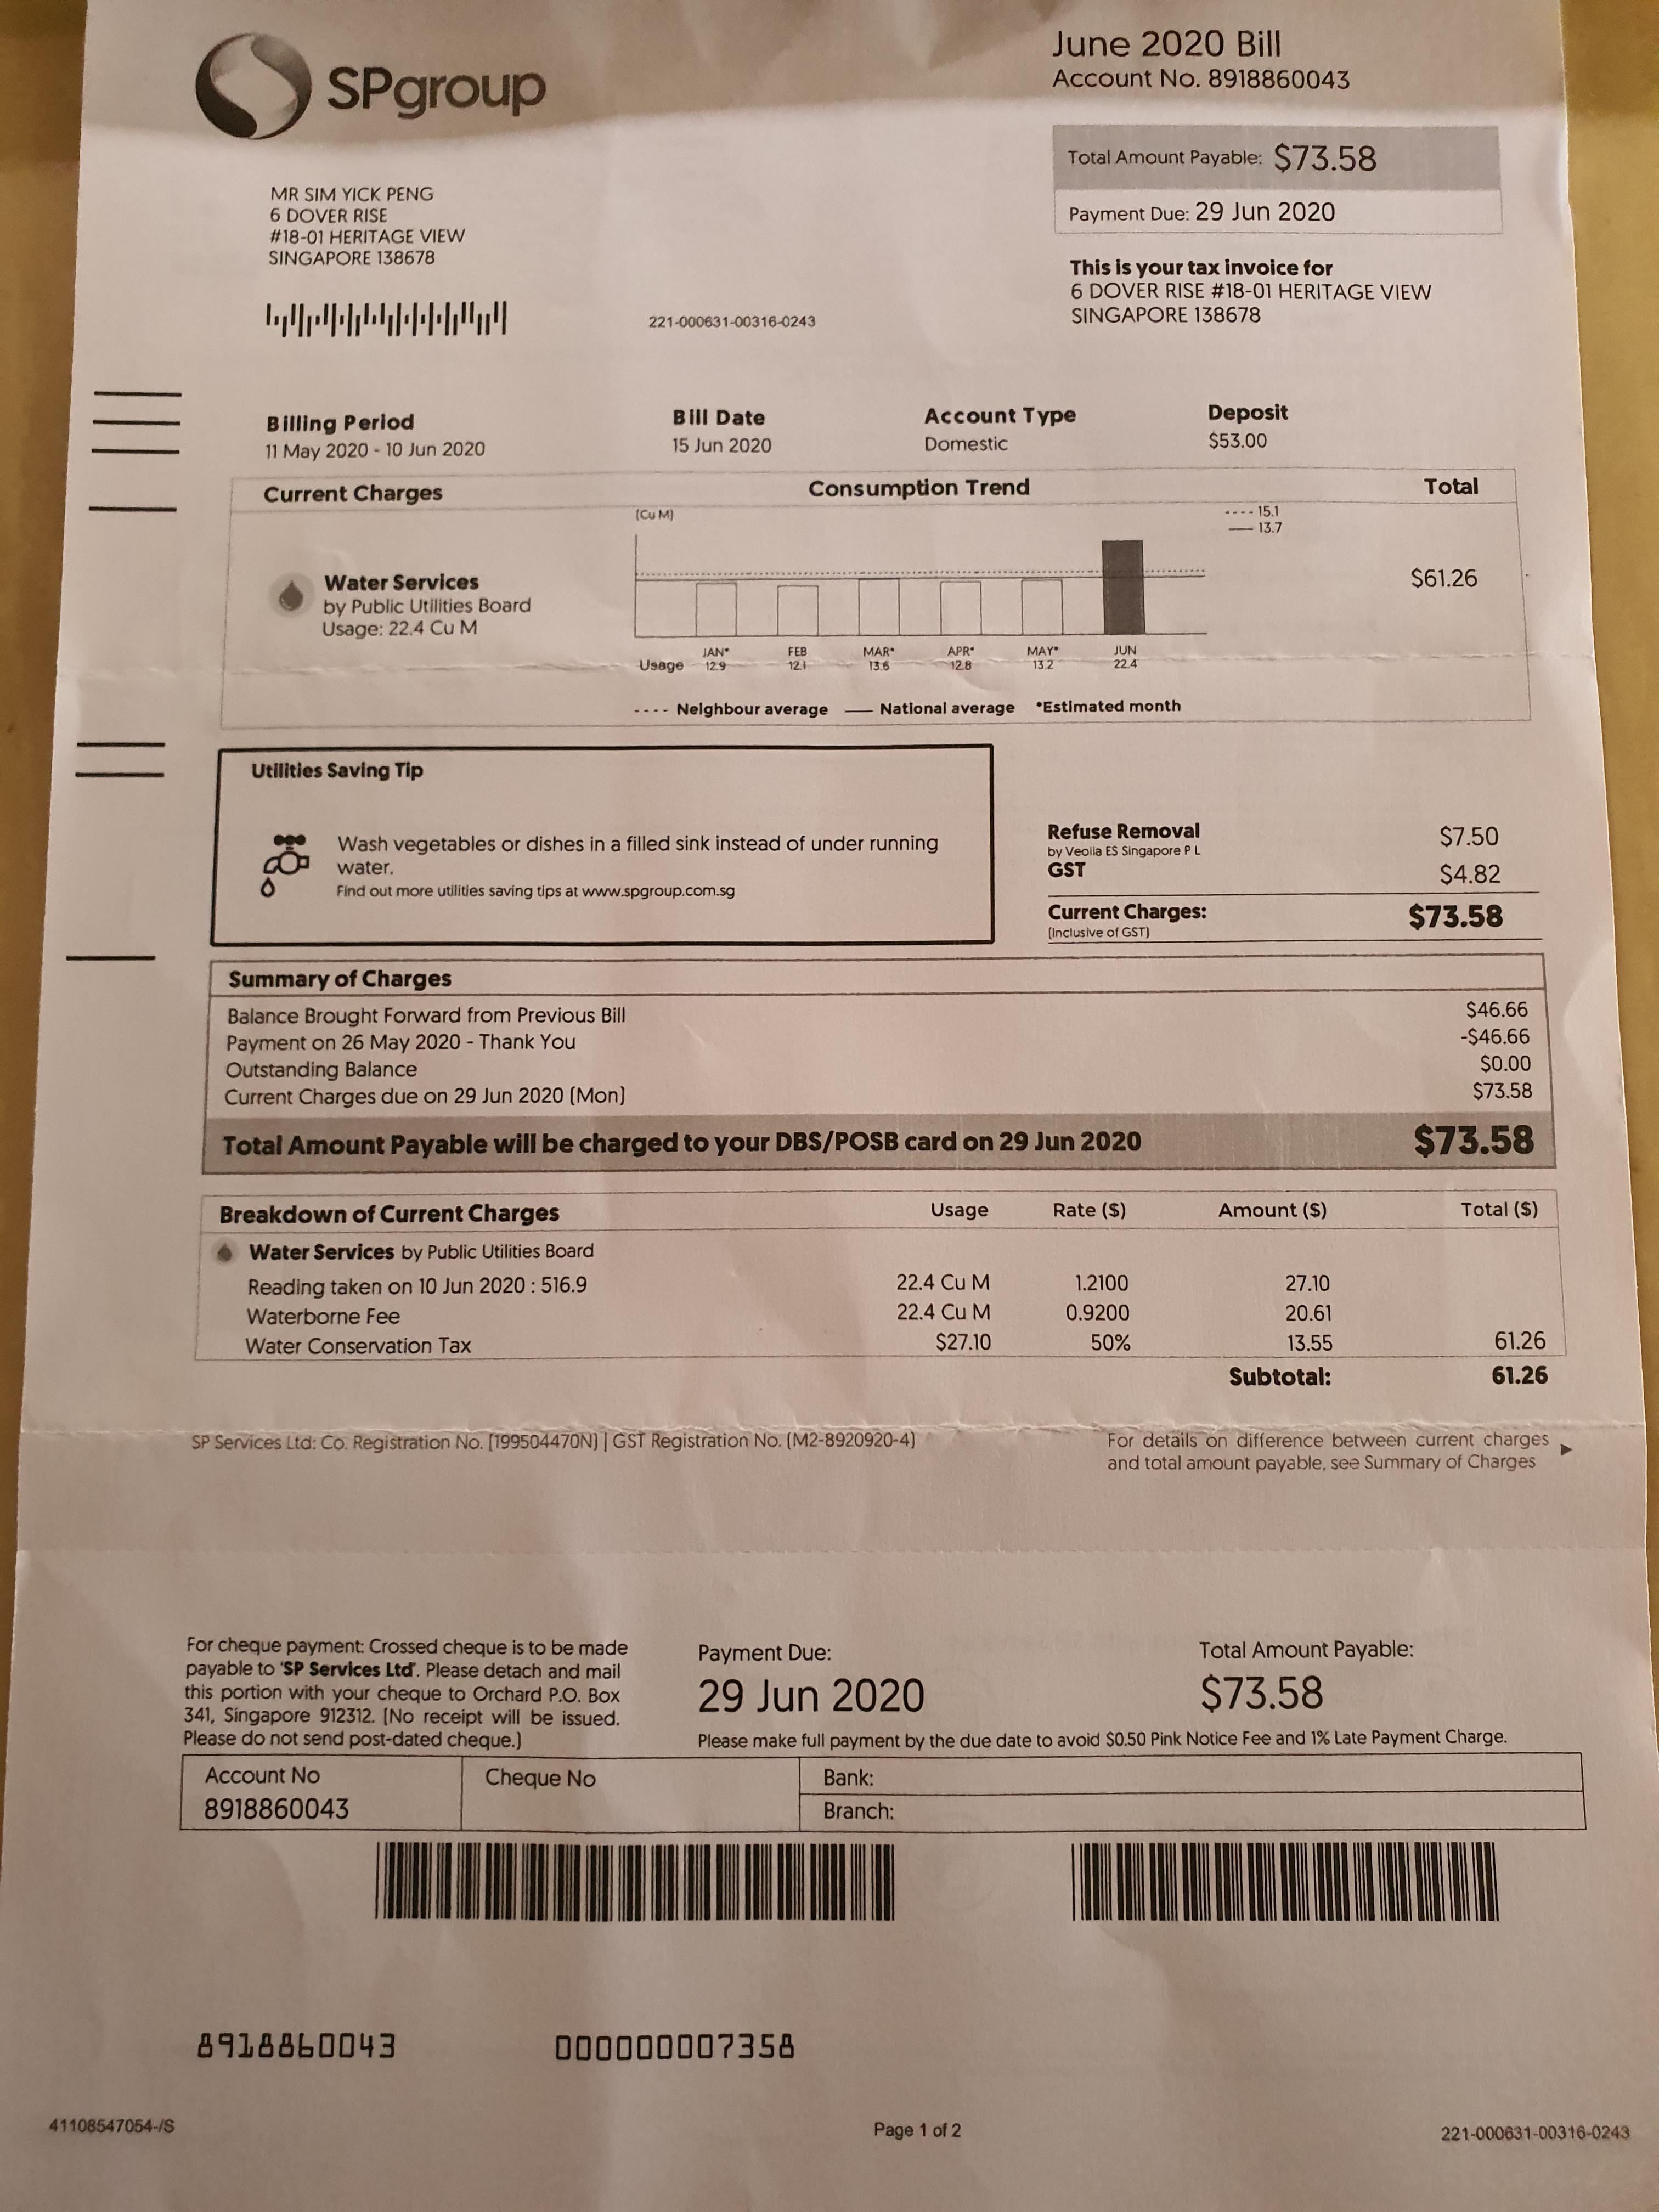 SPgroup
June 2020 Bill
Account No. 8918860043
Total Amount Payable: $73.58
Payment Due: 29 Jun 2020
MR SIM YICK PENG
6 DOVER RISE
#18-01 HERITAGE VIEW
SINGAPORE 138678
221-000631-00316-0243
This is your tax invoice for
6 DOVER RISE #18-01 HERITAGE VIEW
SINGAPORE 138678
Billing Period Bill Date Account Type Deposit
11 May 2020 - 10 Jun 2020 15 Jun 2020 Domestic $53.00
Current Charges Consumption Trend Total
(Cu M)
---- 15.1
— 13.7
Water Services
by Public Utilities Board
Usage: 22.4 Cu M
$61.26
JAN* FEB MAR* APR* MAY* JUN
Usage 12.9 12.1 13.6 12.8 13.2 22.4
---- Neighbour average — National average *Estimated month
Utilities Saving Tip
Wash vegetables or dishes in a filled sink instead of under running
water.
Find out more utilities saving tips at www.spgroup.com.sg
Refuse Removal $7.50
by Veolia ES Singapore P L
GST $4.82
Current Charges: $73.58
(Inclusive of GST)
Summary of Charges
Balance Brought Forward from Previous Bill $46.66
Payment on 26 May 2020 - Thank You -$46.66
Outstanding Balance $0.00
Current Charges due on 29 Jun 2020 (Mon) $73.58
Total Amount Payable will be charged to your DBS/POSB card on 29 Jun 2020 $73.58
Breakdown of Current Charges Usage Rate ($) Amount ($) Total ($)
Water Services by Public Utilities Board
Reading taken on 10 Jun 2020 : 516.9 22.4 Cu M 1.2100 27.10
Waterborne Fee 22.4 Cu M 0.9200 20.61
Water Conservation Tax $27.10 50% 13.55 61.26
Subtotal: 61.26
SP Services Ltd: Co. Registration No. (199504470N) | GST Registration No. (M2-8920920-4)
For details on difference between current charges
and total amount payable, see Summary of Charges
For cheque payment: Crossed cheque is to be made
payable to 'SP Services Ltd'. Please detach and mail
this portion with your cheque to Orchard P.O. Box
341, Singapore 912312. (No receipt will be issued.
Please do not send post-dated cheque.)
Payment Due:
29 Jun 2020
Total Amount Payable:
$73.58
Please make full payment by the due date to avoid $0.50 Pink Notice Fee and 1% Late Payment Charge.
Account No
8918860043
Cheque No
Bank:
Branch:
8918860043 000000007358
41108547054-/S Page 1 of 2 221-000631-00316-0243